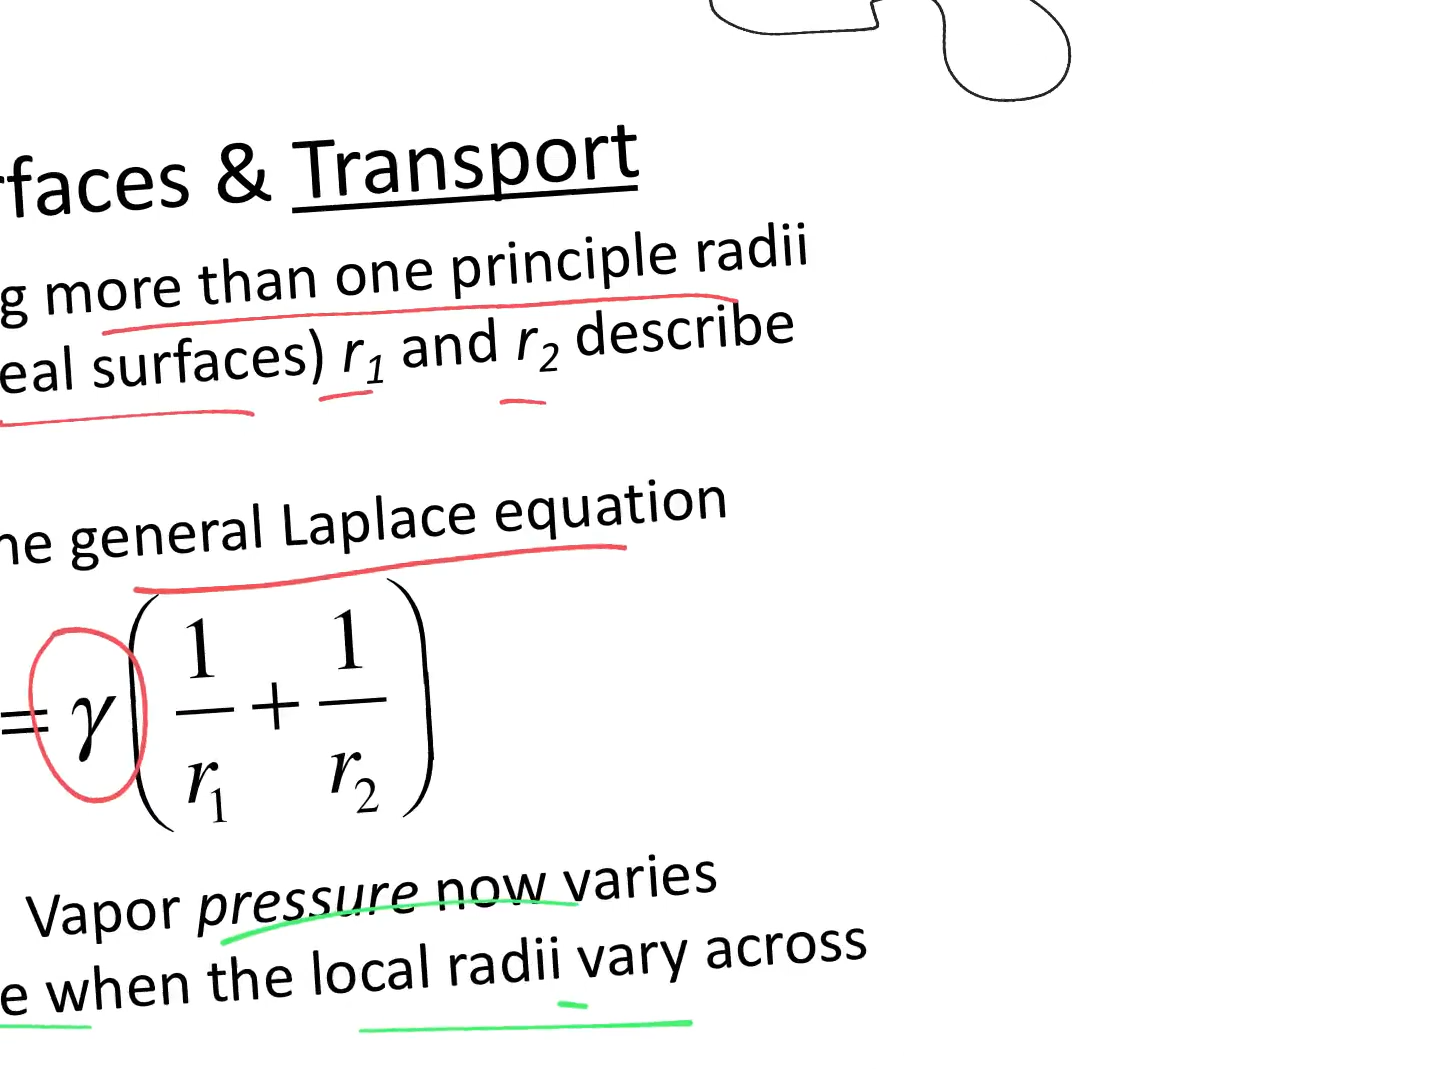 rfaces & Transport
g more than one principle radii
eal surfaces) r₁ and r₂ describe
he general Laplace equation
= γ(1/r₁ + 1/r₂)
Vapor pressure now varies
e when the local radii vary across